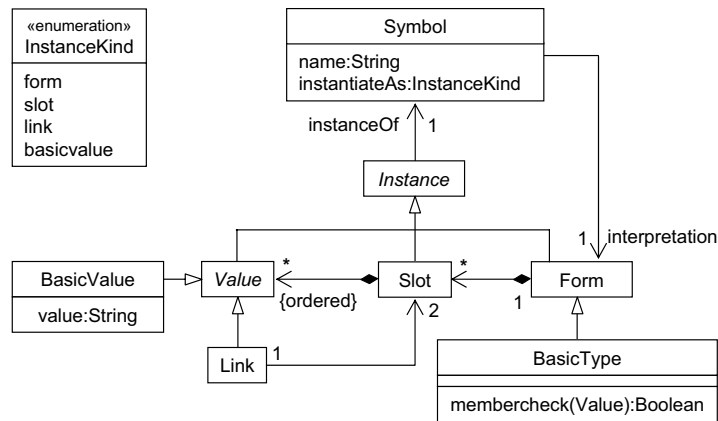 «enumeration»
InstanceKind
form
slot
link
basicvalue
Symbol
name:String
instantiateAs:InstanceKind
instanceOf
1
Instance
1
interpretation
BasicValue
value:String
Value
*
{ordered}
Slot
*
2
1
Form
Link
1
BasicType
membercheck(Value):Boolean